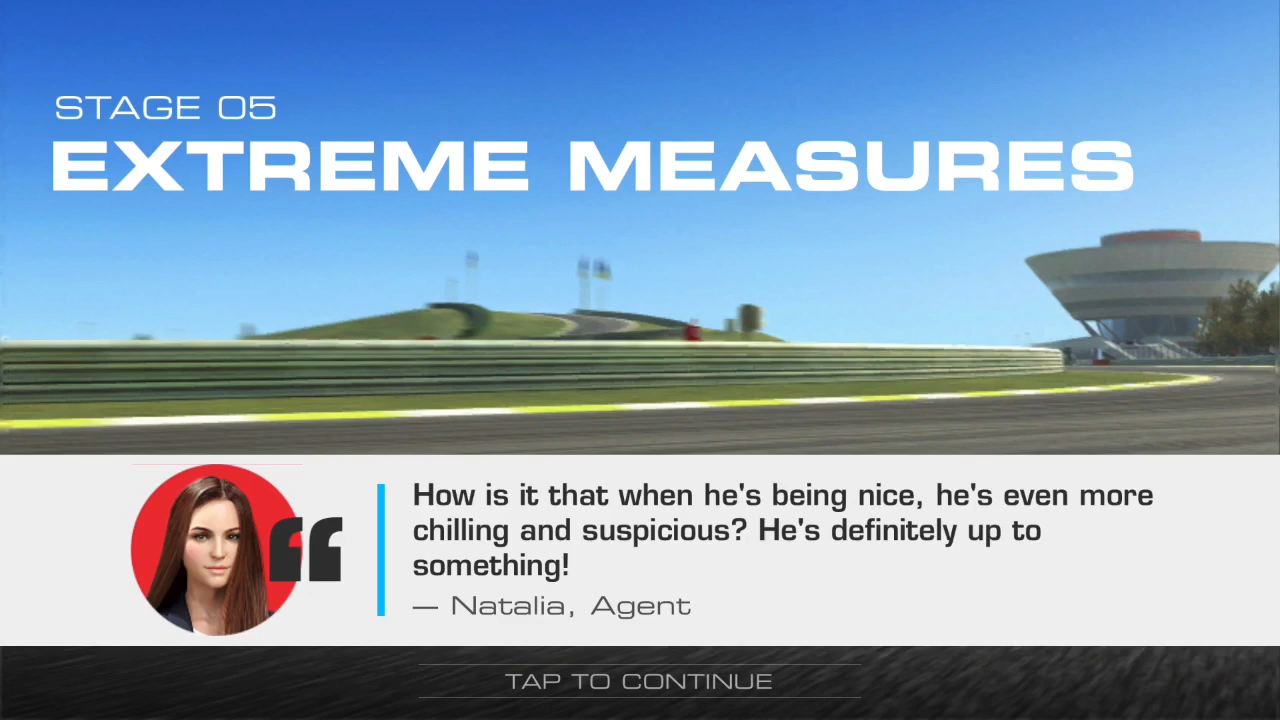 STAGE 05
EXTREME MEASURES
How is it that when he's being nice, he's even more
chilling and suspicious? He's definitely up to
something!
— Natalia, Agent
TAP TO CONTINUE